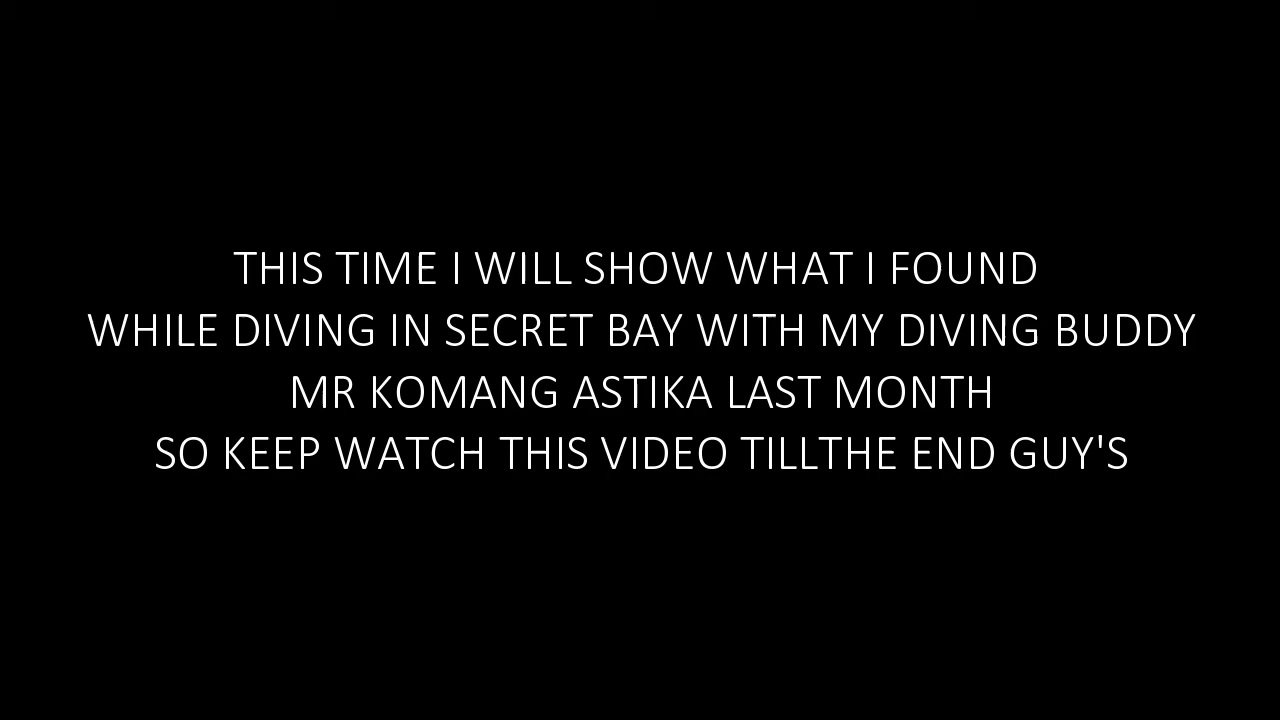 THIS TIME I WILL SHOW WHAT I FOUND
WHILE DIVING IN SECRET BAY WITH MY DIVING BUDDY
MR KOMANG ASTIKA LAST MONTH
SO KEEP WATCH THIS VIDEO TILLTHE END GUY'S